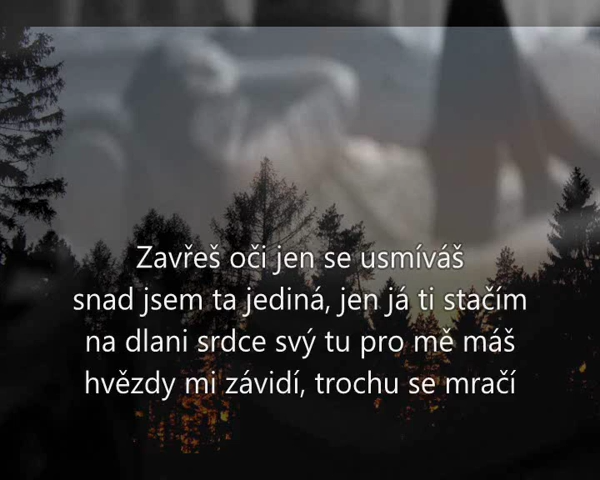 Zavřeš oči jen se usmíváš
snad jsem ta jediná, jen já ti stačím
na dlani srdce svý tu pro mě máš
hvězdy mi závidí, trochu se mračí